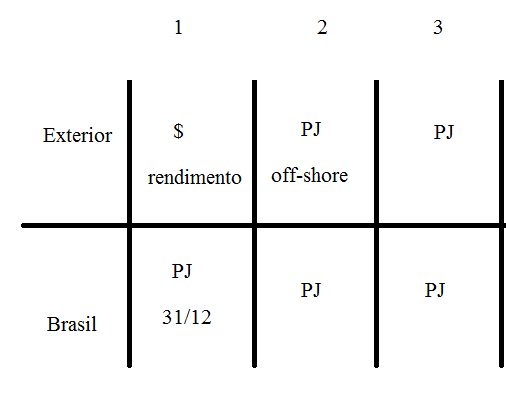 1 2 3
Exterior $ PJ PJ
rendimento off-shore
PJ PJ PJ
31/12
Brasil